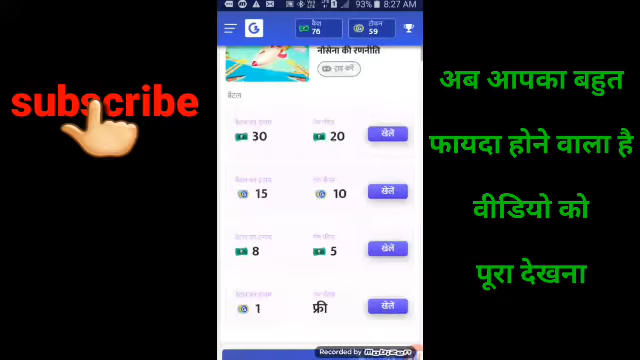 93% 8:27 AM
कैश
76
टोकन
59
नौसेना की रणनीति
बैटल
30 20 खेलें
15 10 खेलें
8 5 खेलें
1 फ्री खेलें
Recorded by
subscribe
अब आपका बहुत
फायदा होने वाला है
वीडियो को
पूरा देखना